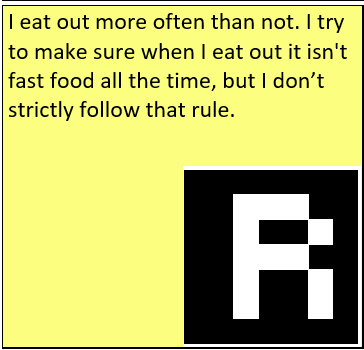 I eat out more often than not. I try
to make sure when I eat out it isn't
fast food all the time, but I don’t
strictly follow that rule.